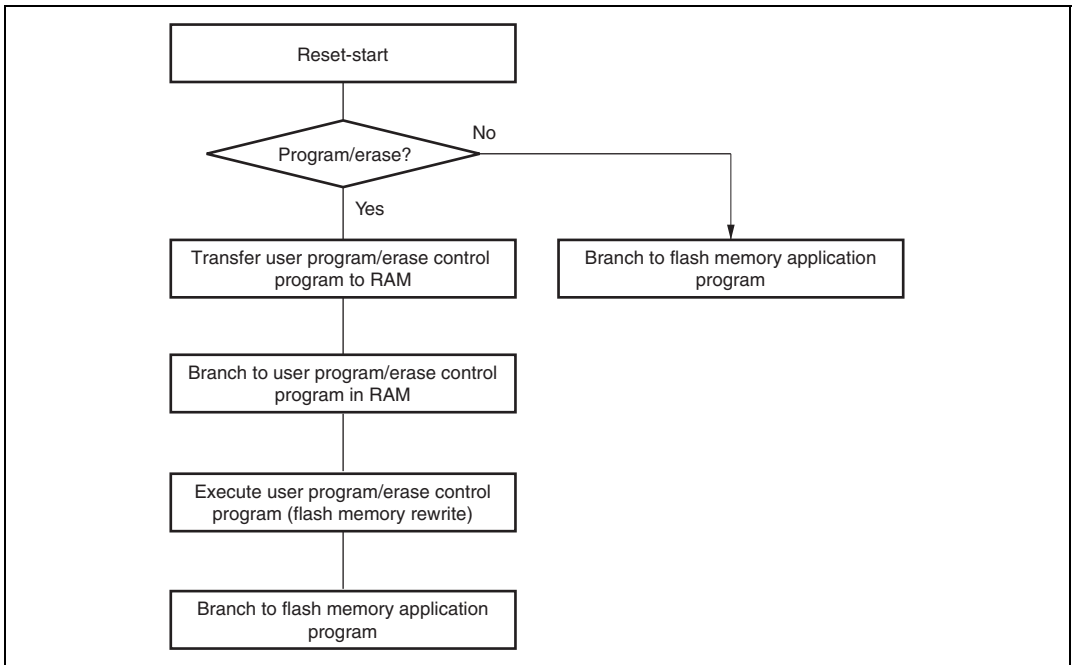 Reset-start
Program/erase?
No
Yes
Transfer user program/erase control
program to RAM
Branch to flash memory application
program
Branch to user program/erase control
program in RAM
Execute user program/erase control
program (flash memory rewrite)
Branch to flash memory application
program